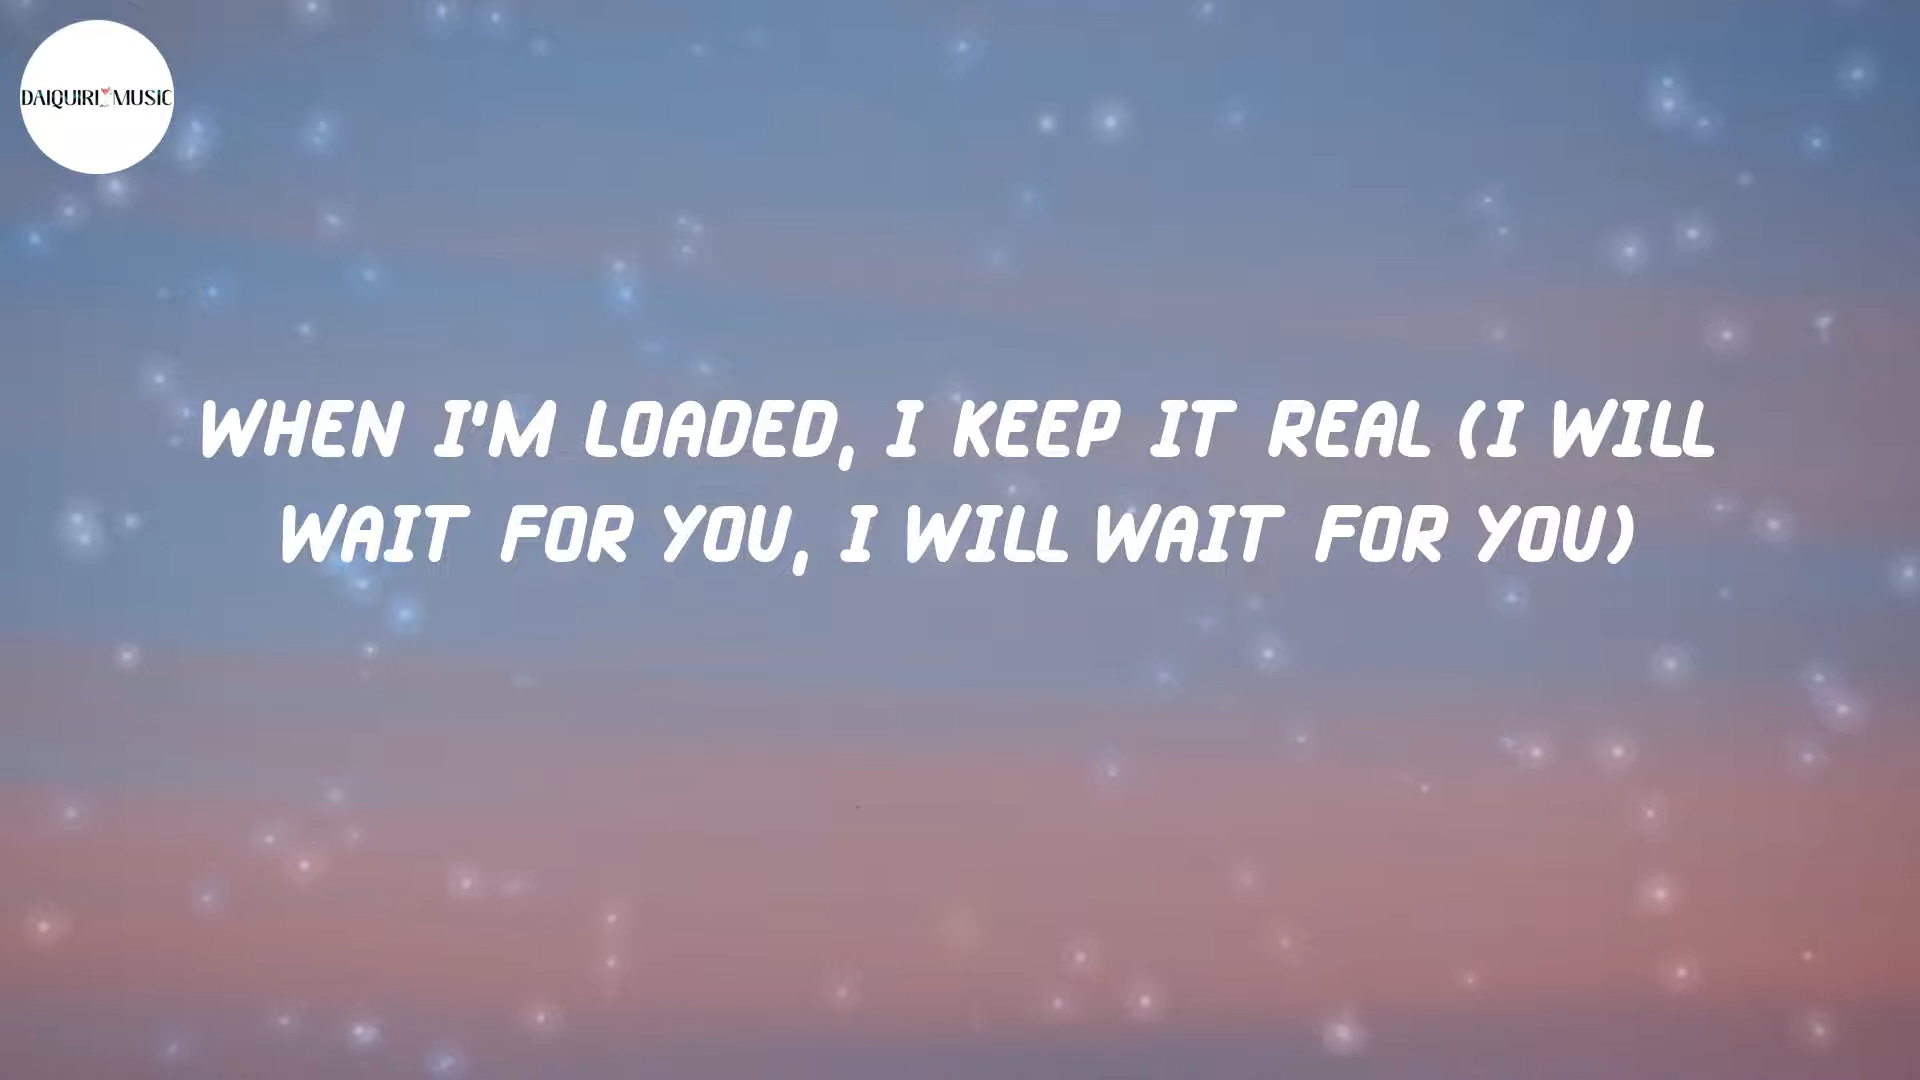 DAIQUIRI MUSIC
WHEN I'M LOADED, I KEEP IT REAL (I WILL
WAIT FOR YOU, I WILL WAIT FOR YOU)